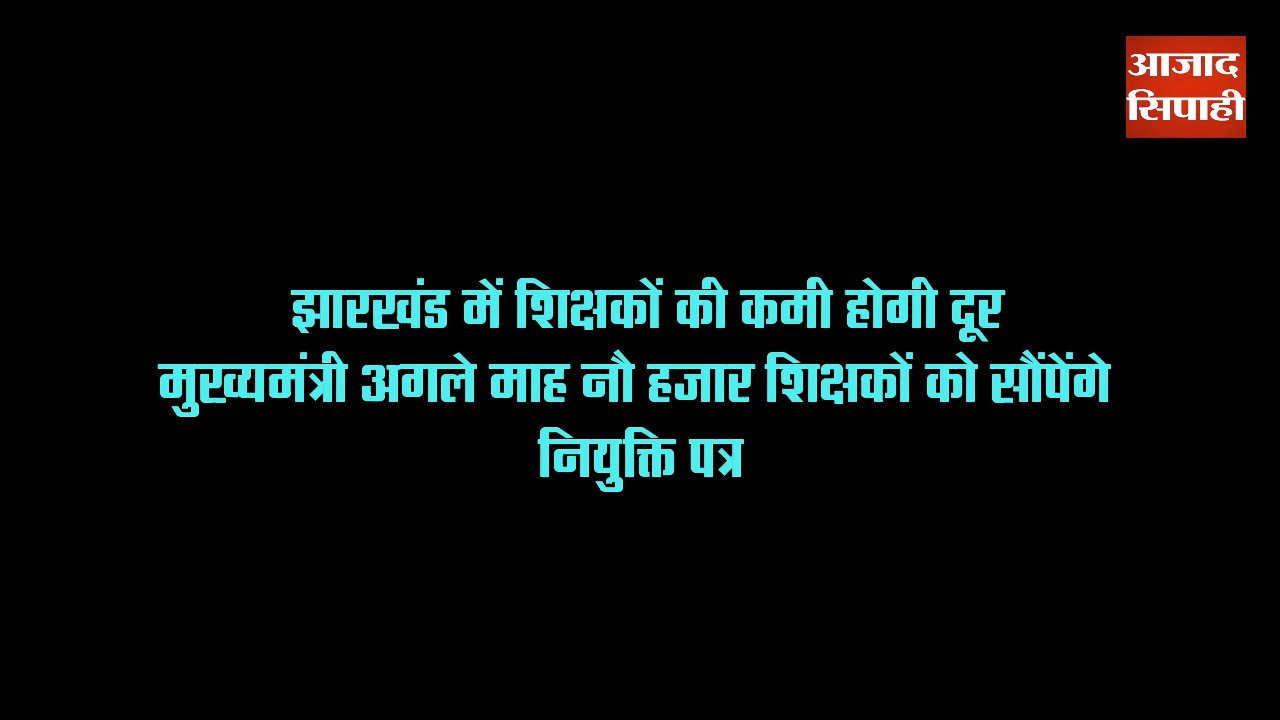 आजाद
सिपाही
झारखंड में शिक्षकों की कमी होगी दूर
मुख्यमंत्री अगले माह नौ हजार शिक्षकों को सौंपेंगे
नियुक्ति पत्र